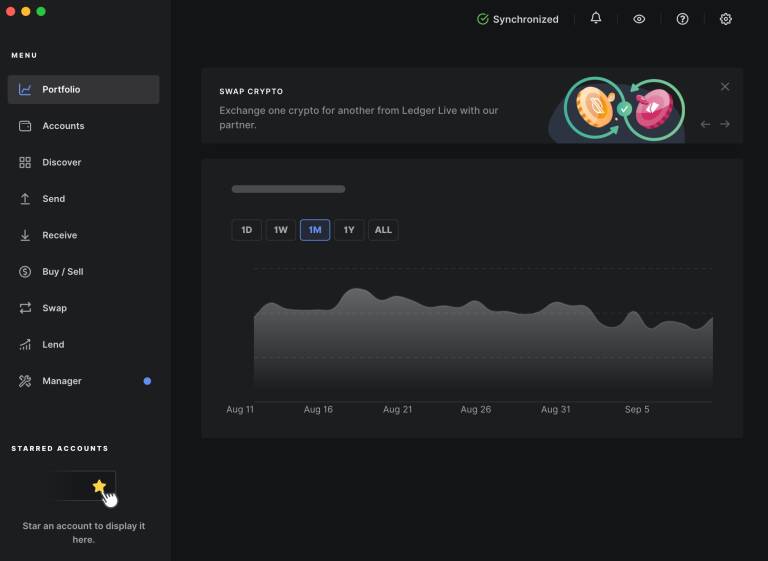 Synchronized
MENU
Portfolio
Accounts
Discover
Send
Receive
Buy / Sell
Swap
Lend
Manager
STARRED ACCOUNTS
Star an account to display it
here.
SWAP CRYPTO
Exchange one crypto for another from Ledger Live with our
partner.
1D 1W 1M 1Y ALL
Aug 11 Aug 16 Aug 21 Aug 26 Aug 31 Sep 5